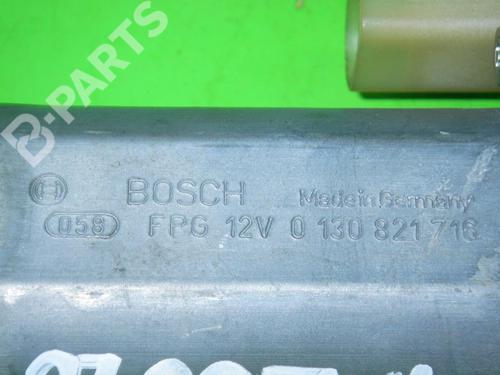 B-PARTS
BOSCH Made in Germany
058 FPG 12V 0 130 821 716